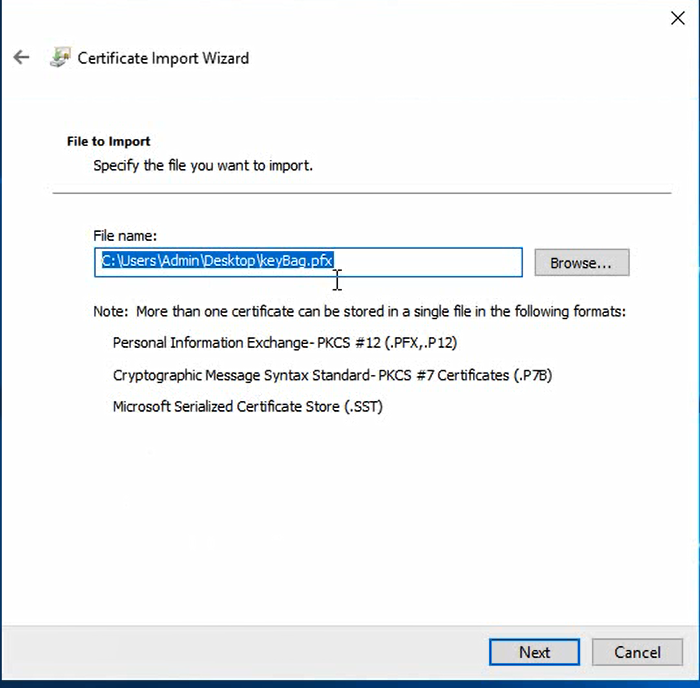 Certificate Import Wizard
File to Import
Specify the file you want to import.
File name:
C:\Users\Admin\Desktop\keyBag.pfx
Browse...
Note: More than one certificate can be stored in a single file in the following formats:
Personal Information Exchange- PKCS #12 (.PFX,.P12)
Cryptographic Message Syntax Standard- PKCS #7 Certificates (.P7B)
Microsoft Serialized Certificate Store (.SST)
Next
Cancel